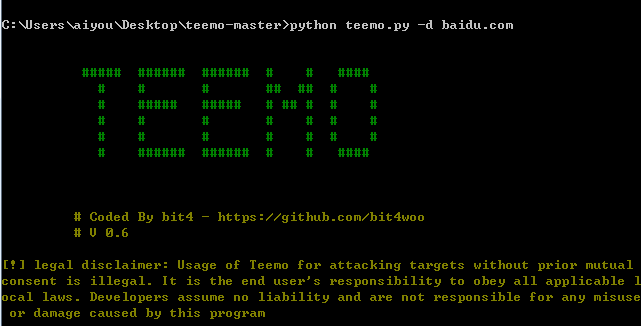 C:\Users\aiyou\Desktop\teemo-master>python teemo.py -d baidu.com
TEEMO
# Coded By bit4 - https://github.com/bit4woo
# V 0.6
[!] legal disclaimer: Usage of Teemo for attacking targets without prior mutual
consent is illegal. It is the end user's responsibility to obey all applicable l
ocal laws. Developers assume no liability and are not responsible for any misuse
or damage caused by this program